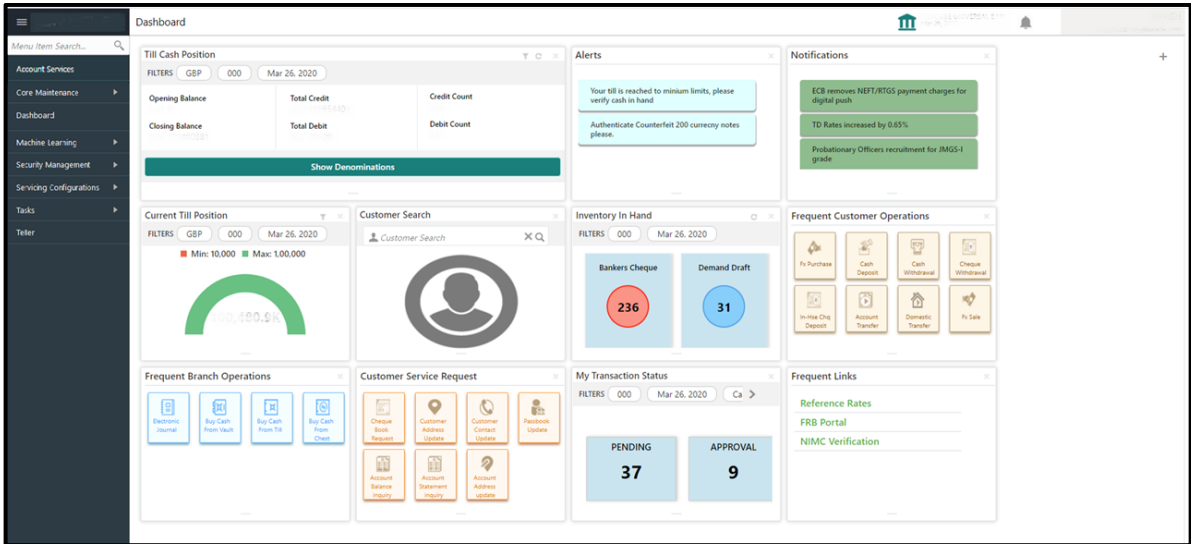 Dashboard
Menu Item Search...
Account Services
Core Maintenance
Dashboard
Machine Learning
Security Management
Servicing Configurations
Tasks
Teller
Till Cash Position
FILTERS GBP 000 Mar 26, 2020
Opening Balance Total Credit Credit Count
Closing Balance Total Debit Debit Count
Show Denominations
Alerts
Your till is reached to minium limits, please
verify cash in hand
Authenticate Counterfeit 200 currecny notes
please.
Notifications
ECB removes NEFT/RTGS payment charges for
digital push
TD Rates increased by 0.65%
Probationary Officers recruitment for JMGS-I
grade
Current Till Position
FILTERS GBP 000 Mar 26, 2020
Min: 10,000 Max: 1,00,000
Customer Search
Customer Search
Inventory In Hand
FILTERS 000 Mar 26, 2020
Bankers Cheque Demand Draft
236 31
Frequent Customer Operations
Fx Purchase
Cash
Deposit
Cash
Withdrawal
Cheque
Withdrawal
In-Hse Chq
Deposit
Account
Transfer
Domestic
Transfer
Fx Sale
Frequent Branch Operations
Electronic
Journal
Buy Cash
From Vault
Buy Cash
From Till
Buy Cash
From
Chest
Customer Service Request
Cheque
Book
Request
Customer
Address
Update
Customer
Contact
Update
Passbook
Update
Account
Balance
Inquiry
Account
Statement
inquiry
Account
Address
update
My Transaction Status
FILTERS 000 Mar 26, 2020 Ca
PENDING APPROVAL
37 9
Frequent Links
Reference Rates
FRB Portal
NIMC Verification